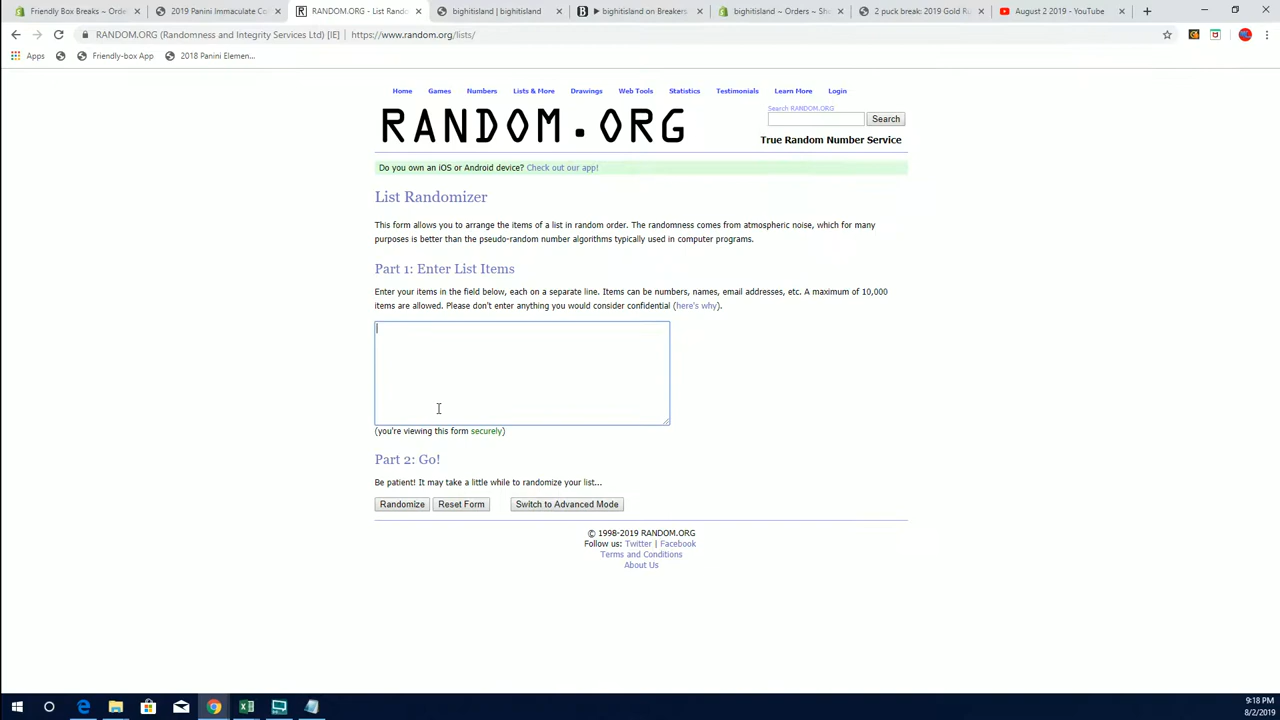 Friendly Box Breaks ~ Orde
2019 Panini Immaculate Co
RANDOM.ORG - List Rando
bighitisland | bighitisland
bighitisland on Breakers
bighitisland ~ Orders ~ Sh
2 puck break: 2019 Gold R
August 2 2019 - YouTube
RANDOM.ORG (Randomness and Integrity Services Ltd) [IE] | https://www.random.org/lists/
Apps
Friendly-box App
2018 Panini Elemen...
Home Games Numbers Lists & More Drawings Web Tools Statistics Testimonials Learn More Login
RANDOM.ORG
Search RANDOM.ORG
Search
True Random Number Service
Do you own an iOS or Android device? Check out our app!
List Randomizer
This form allows you to arrange the items of a list in random order. The randomness comes from atmospheric noise, which for many
purposes is better than the pseudo-random number algorithms typically used in computer programs.
Part 1: Enter List Items
Enter your items in the field below, each on a separate line. Items can be numbers, names, email addresses, etc. A maximum of 10,000
items are allowed. Please don't enter anything you would consider confidential (here's why).
(you're viewing this form securely)
Part 2: Go!
Be patient! It may take a little while to randomize your list...
Randomize Reset Form Switch to Advanced Mode
© 1998-2019 RANDOM.ORG
Follow us: Twitter | Facebook
Terms and Conditions
About Us
9:18 PM
8/2/2019